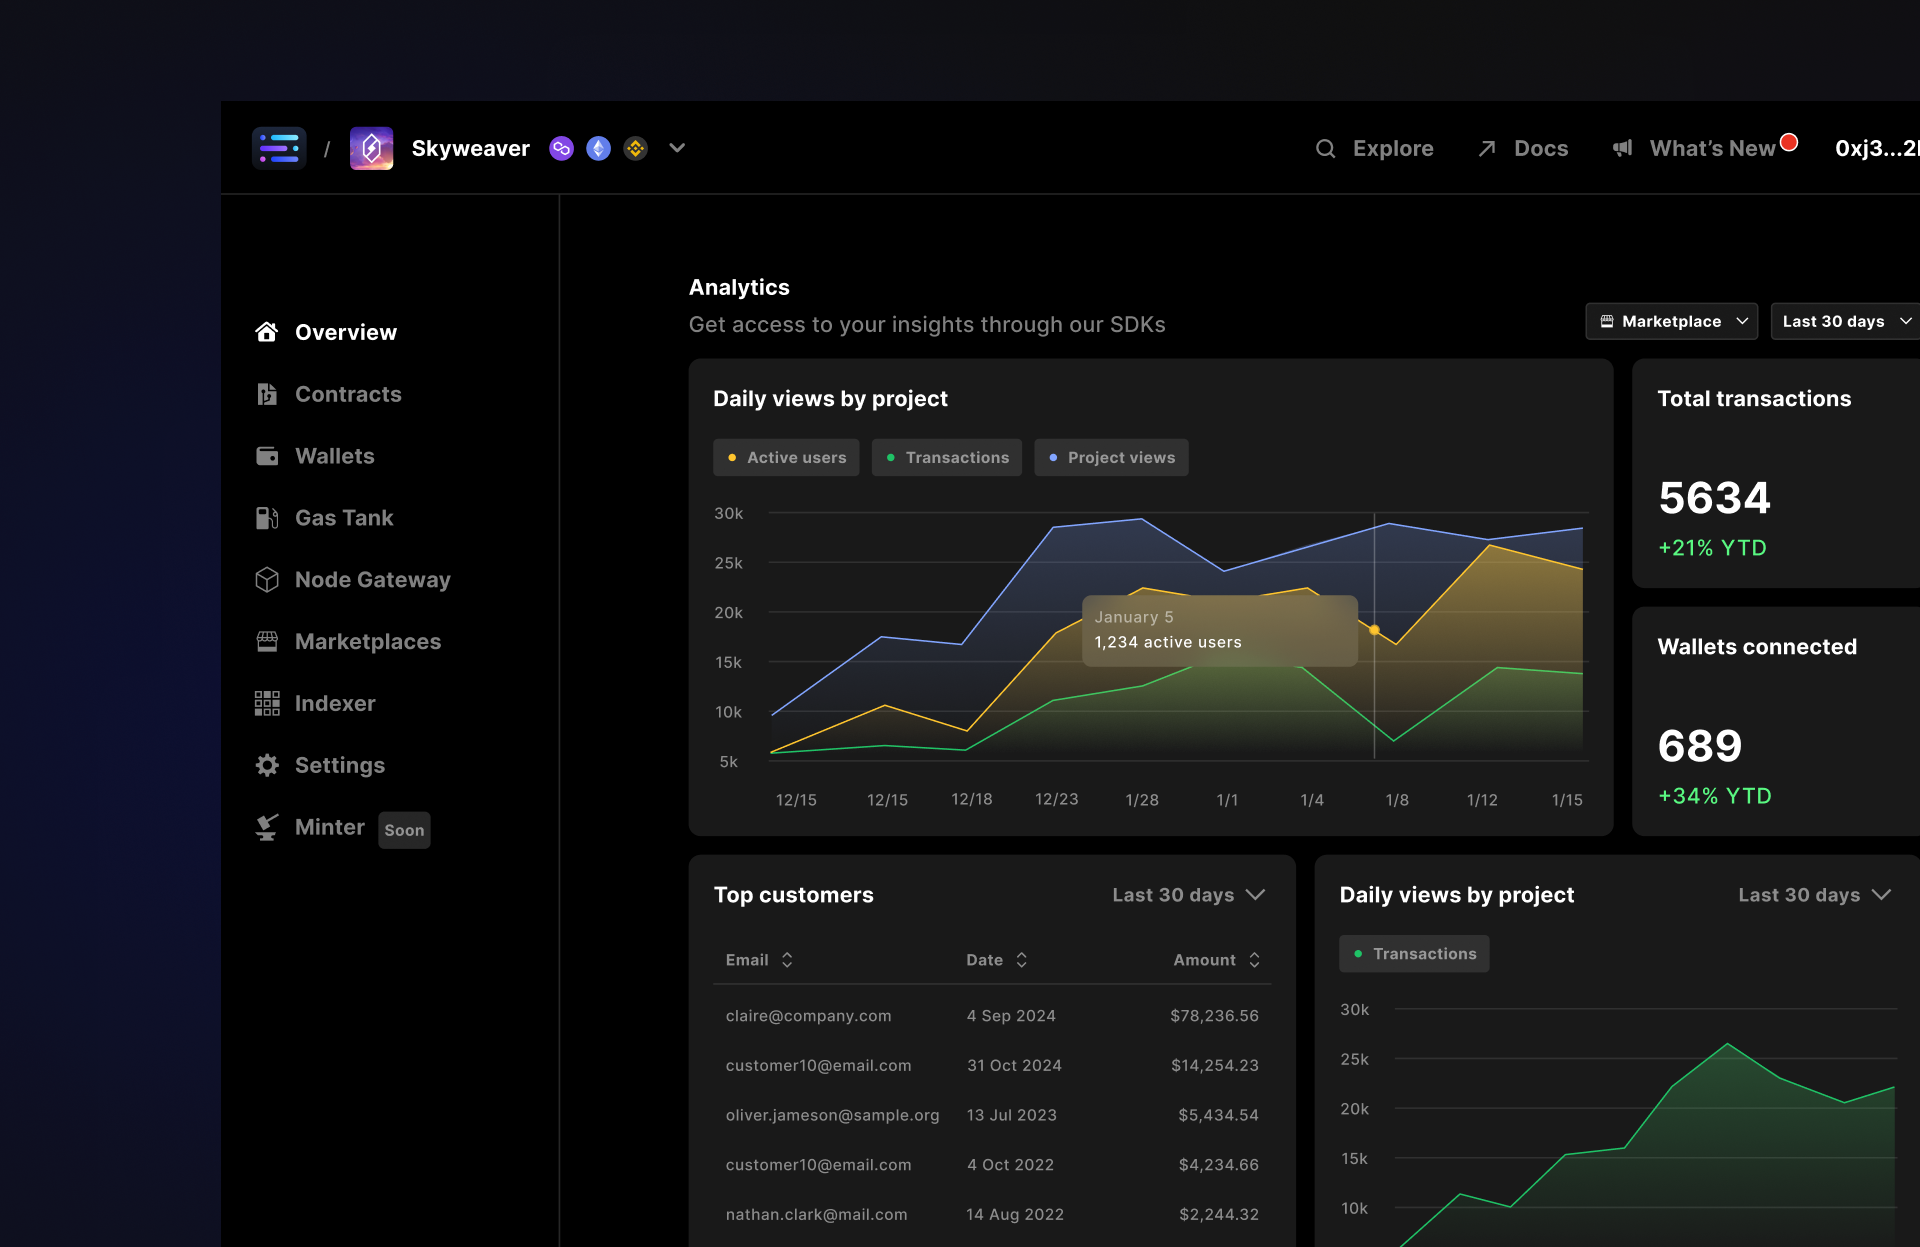 / Skyweaver
Explore
Docs
What's New
0xj3...2
Overview
Contracts
Wallets
Gas Tank
Node Gateway
Marketplaces
Indexer
Settings
Minter Soon
Analytics
Get access to your insights through our SDKs
Marketplace
Last 30 days
Daily views by project
Active users
Transactions
Project views
30k
25k
20k
15k
10k
5k
January 5
1,234 active users
12/15 12/15 12/18 12/23 1/28 1/1 1/4 1/8 1/12 1/15
Total transactions
5634
+21% YTD
Wallets connected
689
+34% YTD
Top customers
Last 30 days
Email Date Amount
claire@company.com 4 Sep 2024 $78,236.56
customer10@email.com 31 Oct 2024 $14,254.23
oliver.jameson@sample.org 13 Jul 2023 $5,434.54
customer10@email.com 4 Oct 2022 $4,234.66
nathan.clark@mail.com 14 Aug 2022 $2,244.32
Daily views by project
Last 30 days
Transactions
30k
25k
20k
15k
10k